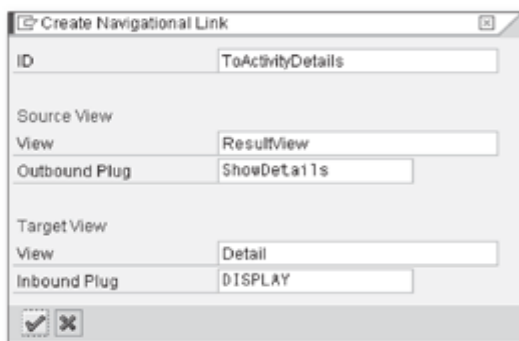 Create Navigational Link
ID ToActivityDetails
Source View
View ResultView
Outbound Plug ShowDetails
Target View
View Detail
Inbound Plug DISPLAY